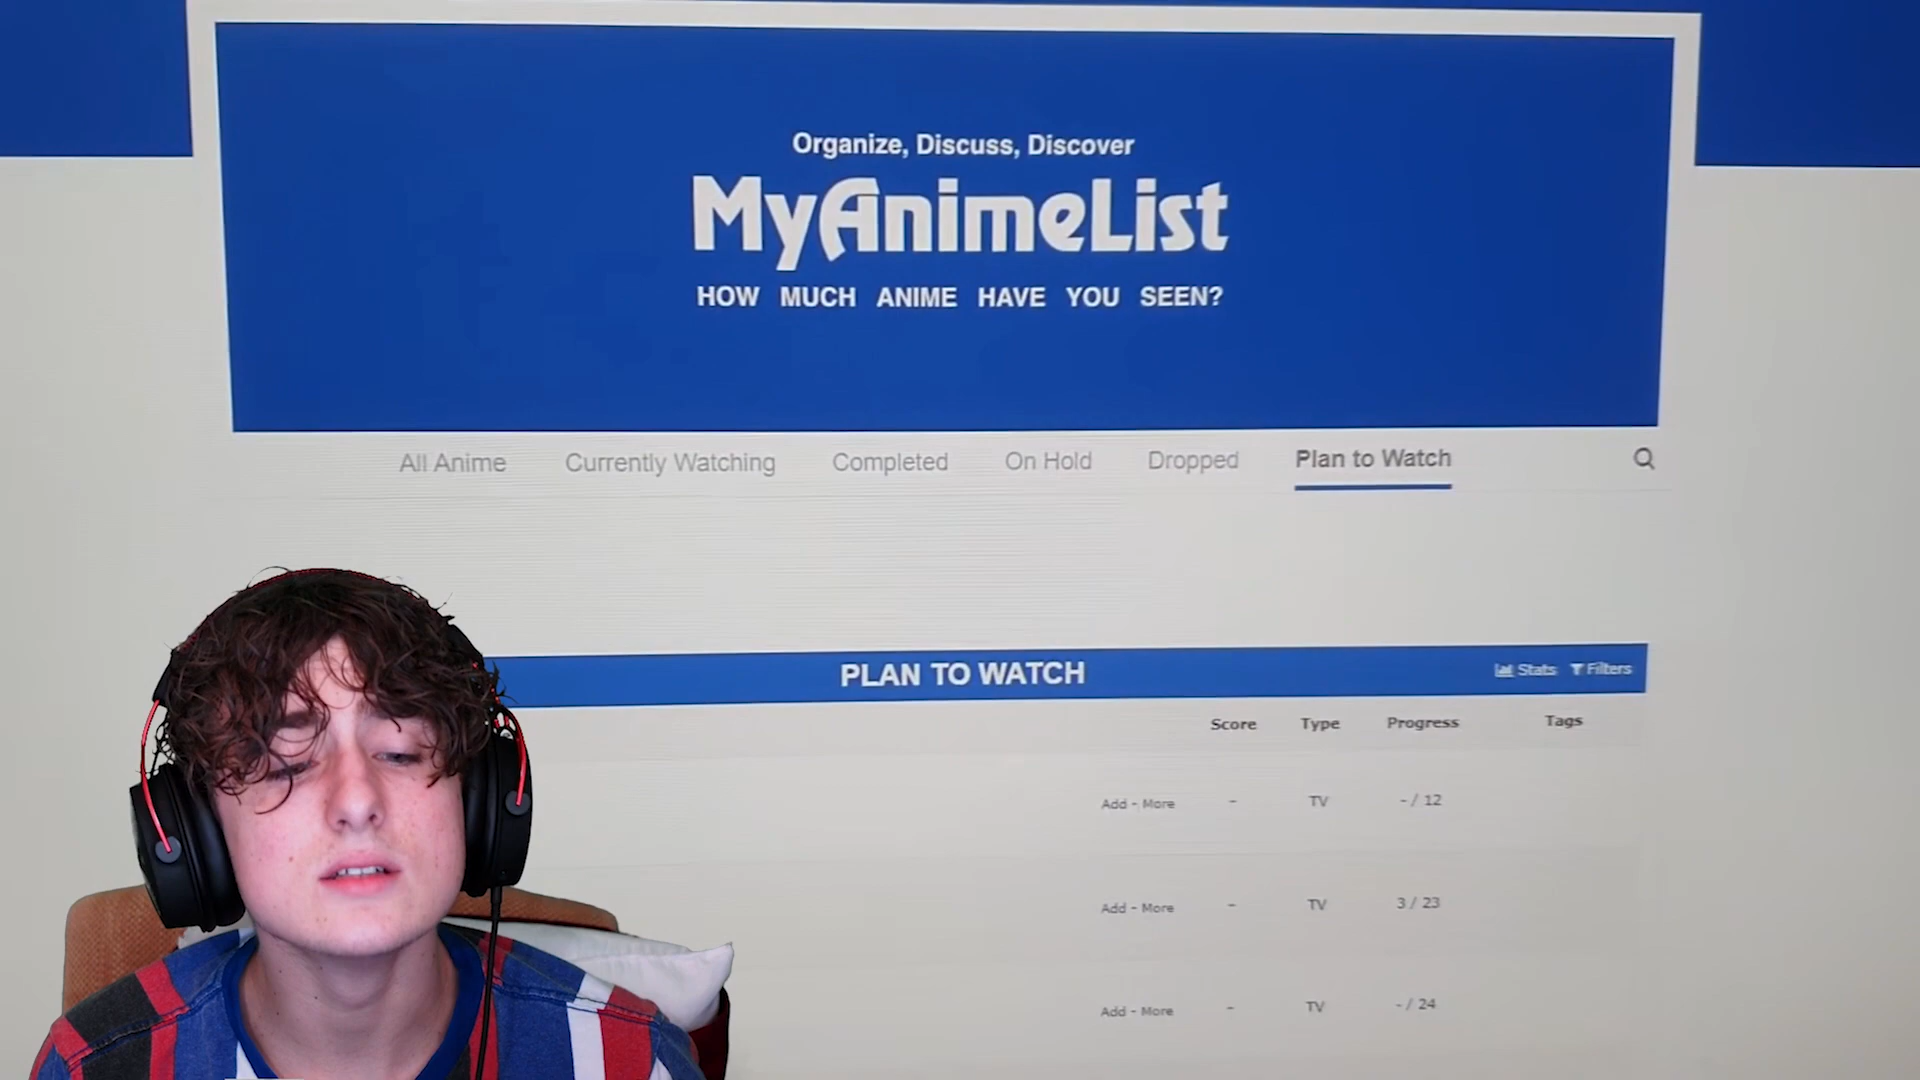 Organize, Discuss, Discover
MyAnimeList
HOW MUCH ANIME HAVE YOU SEEN?
All Anime Currently Watching Completed On Hold Dropped Plan to Watch
PLAN TO WATCH Stats Filters
Score Type Progress Tags
Add - More - TV - / 12
Add - More - TV 3 / 23
Add - More - TV - / 24